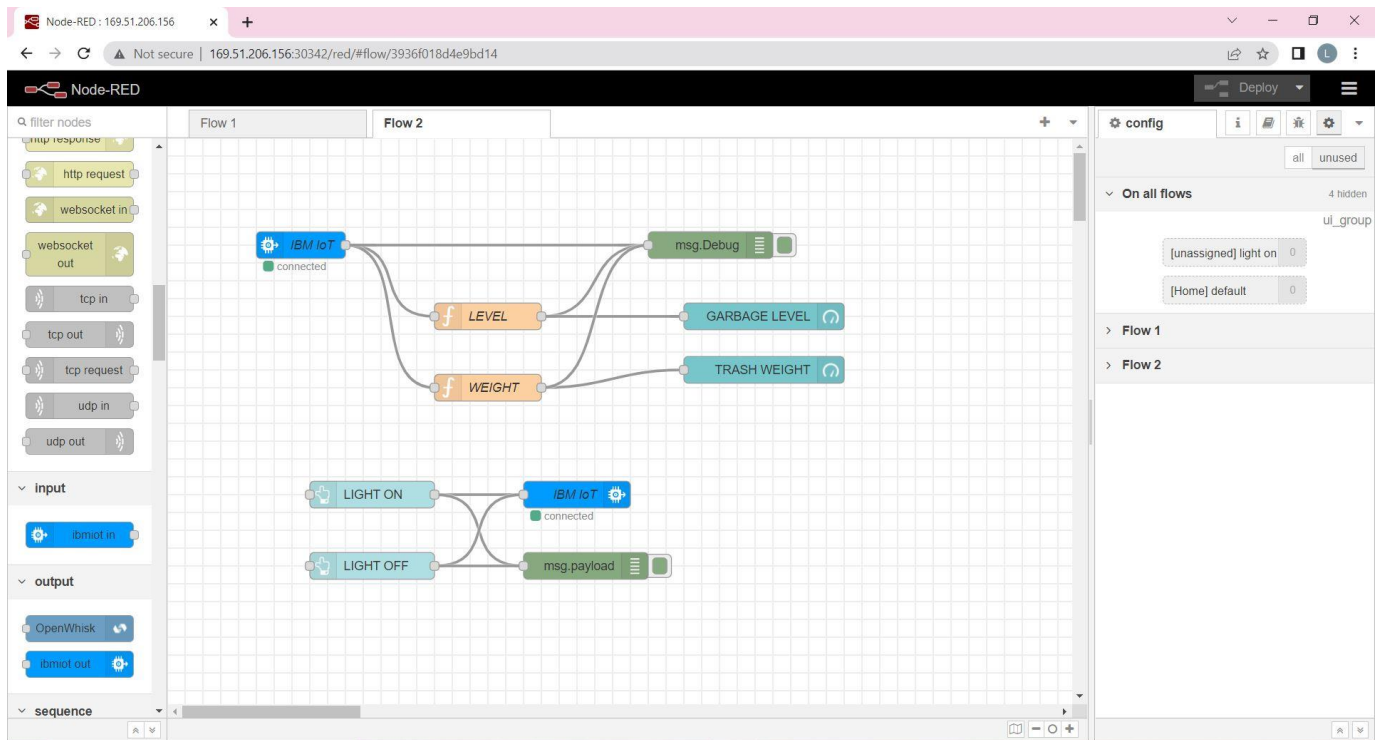 Node-RED : 169.51.206.156
Not secure | 169.51.206.156:30342/red/#flow/3936f018d4e9bd14
L
Node-RED
Deploy
filter nodes
http response
http request
websocket in
websocket
out
tcp in
tcp out
tcp request
udp in
udp out
input
ibmiot in
output
OpenWhisk
ibmiot out
sequence
Flow 1
Flow 2
IBM IoT
connected
msg.Debug
f LEVEL
GARBAGE LEVEL
f WEIGHT
TRASH WEIGHT
LIGHT ON
IBM IoT
connected
LIGHT OFF
msg.payload
config
i
all
unused
On all flows
4 hidden
ui_group
[unassigned] light on 0
[Home] default 0
Flow 1
Flow 2